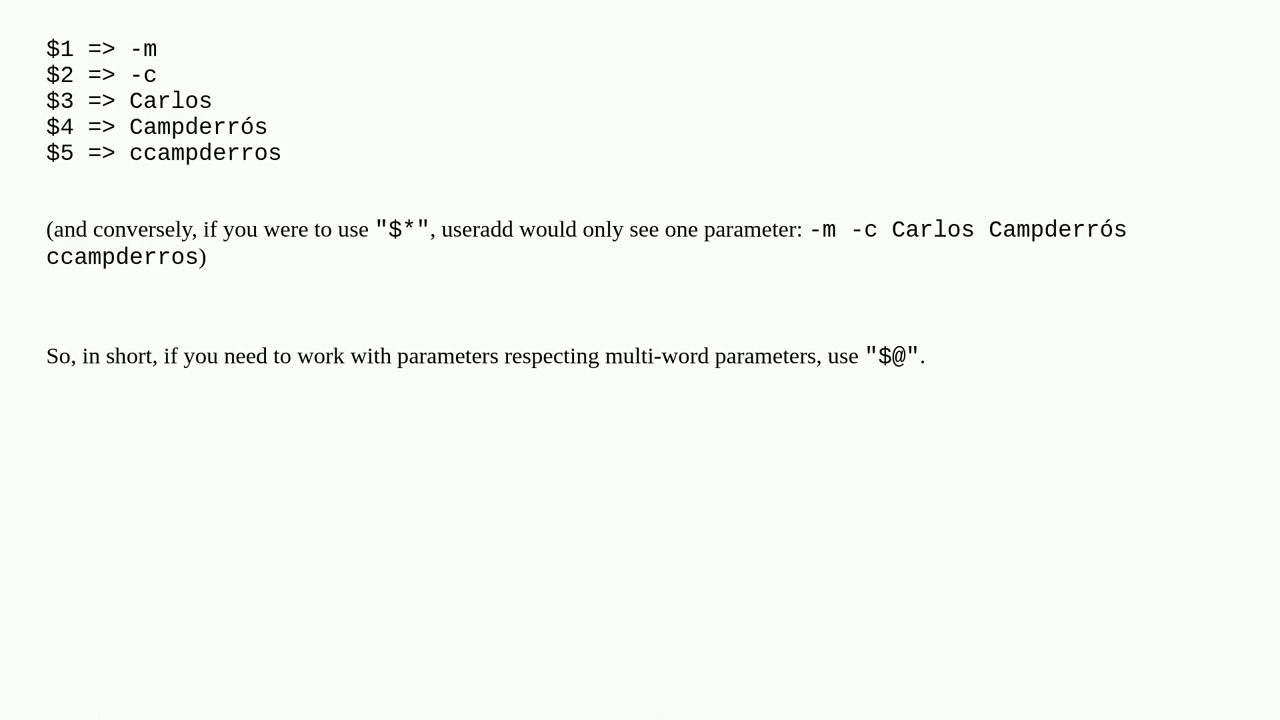 $1 => -m
$2 => -c
$3 => Carlos
$4 => Campderrós
$5 => ccampderros
(and conversely, if you were to use "$*", useradd would only see one parameter: -m -c Carlos Campderrós
ccampderros)
So, in short, if you need to work with parameters respecting multi-word parameters, use "$@".